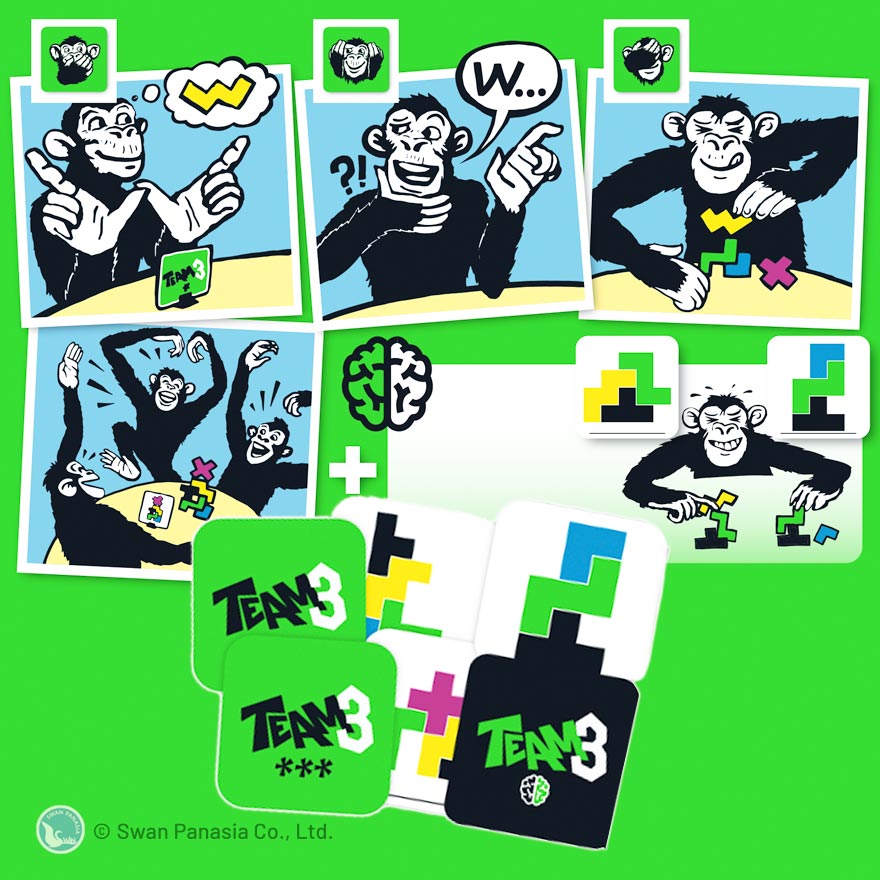 W
W...
?!
TEAM3
*
TEAM3
TEAM3
***
TEAM3
SWAN PANASIA
© Swan Panasia Co., Ltd.